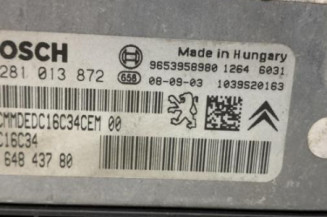 BOSCH
Made in Hungary
281 013 872
9653958980 1264 6031
658
08-09-03 1039S20163
CMMDEDC16C34CEM 00
C16C34
648 437 80